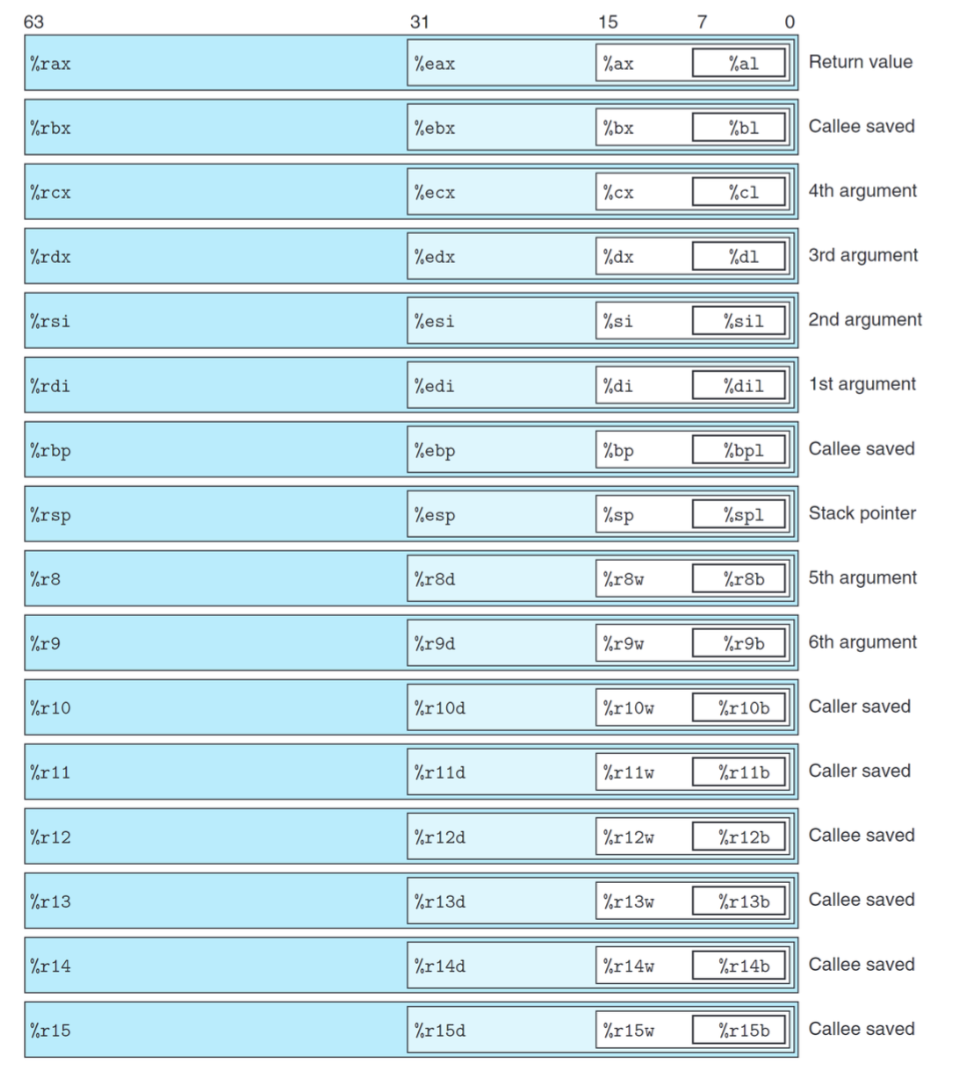 63 31 15 7 0
%rax %eax %ax %al Return value
%rbx %ebx %bx %bl Callee saved
%rcx %ecx %cx %cl 4th argument
%rdx %edx %dx %dl 3rd argument
%rsi %esi %si %sil 2nd argument
%rdi %edi %di %dil 1st argument
%rbp %ebp %bp %bpl Callee saved
%rsp %esp %sp %spl Stack pointer
%r8 %r8d %r8w %r8b 5th argument
%r9 %r9d %r9w %r9b 6th argument
%r10 %r10d %r10w %r10b Caller saved
%r11 %r11d %r11w %r11b Caller saved
%r12 %r12d %r12w %r12b Callee saved
%r13 %r13d %r13w %r13b Callee saved
%r14 %r14d %r14w %r14b Callee saved
%r15 %r15d %r15w %r15b Callee saved